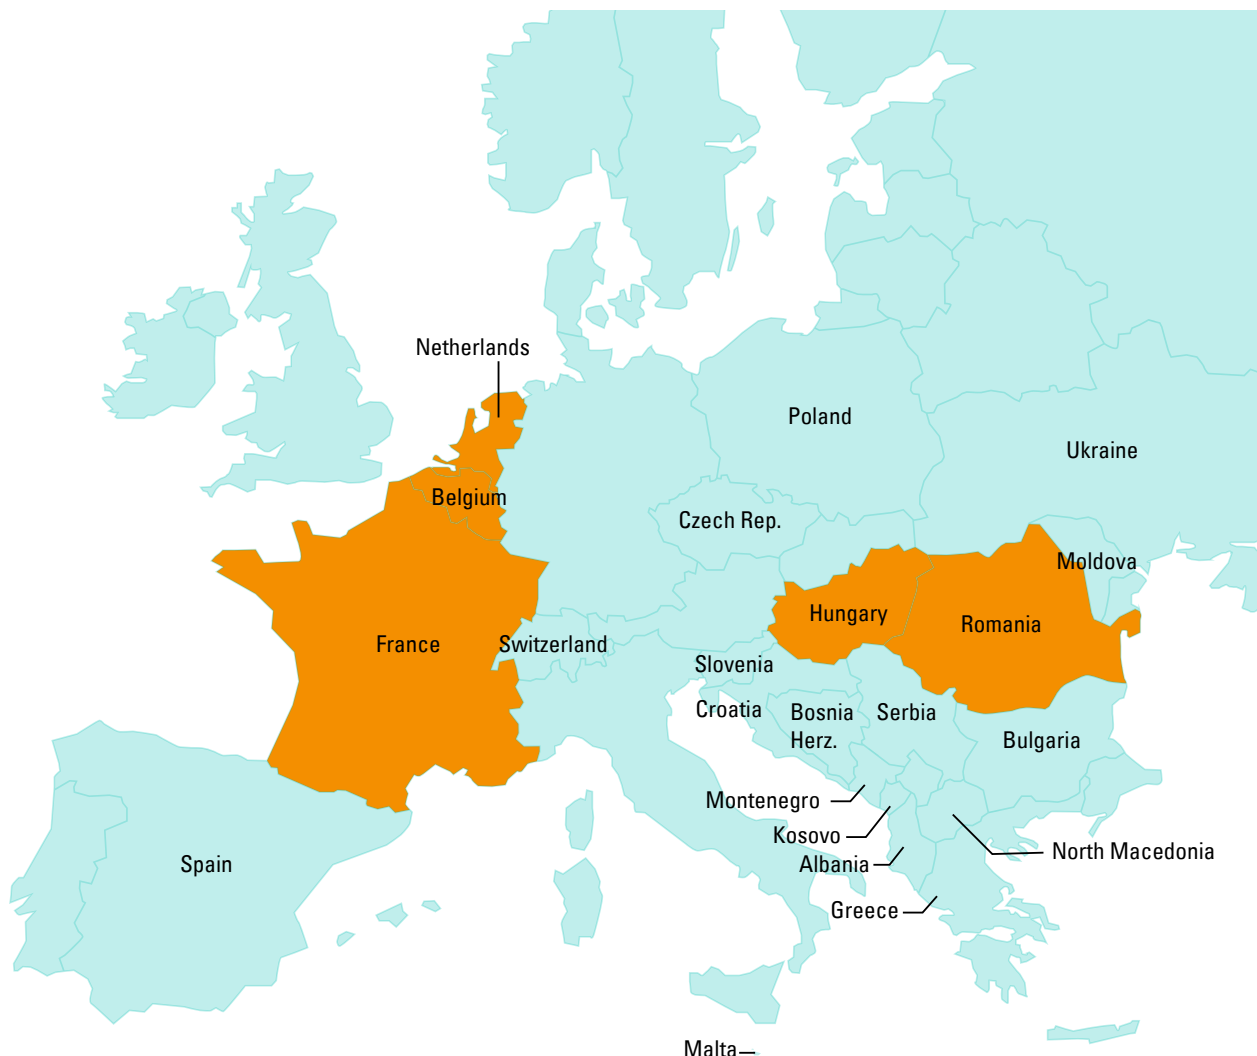 Netherlands
Poland
Ukraine
Belgium
Czech Rep.
Moldova
Hungary
Romania
France
Switzerland
Slovenia
Croatia
Bosnia
Herz.
Serbia
Bulgaria
Montenegro
Kosovo
North Macedonia
Albania
Spain
Greece
Malta